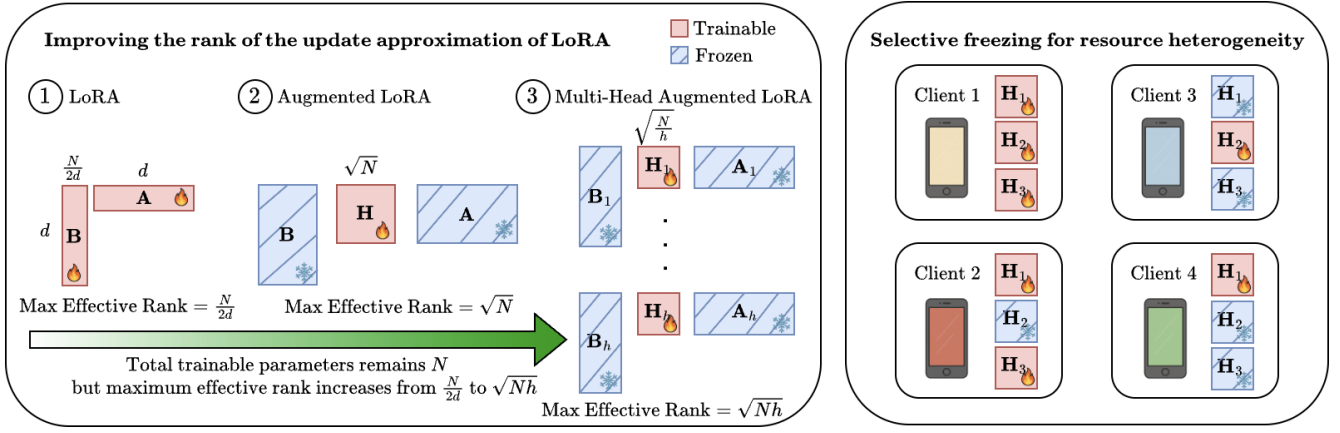 Improving the rank of the update approximation of LoRA
Trainable
Frozen
1 LoRA
2 Augmented LoRA
3 Multi-Head Augmented LoRA
N/2d
d
A
d
B
Max Effective Rank = N/2d
√N
B
H
A
Max Effective Rank = √N
√(N/h)
B₁
H₁
A₁
.
.
.
Bₕ
Hₕ
Aₕ
Max Effective Rank = √Nh
Total trainable parameters remains N
but maximum effective rank increases from N/2d to √Nh
Selective freezing for resource heterogeneity
Client 1
H₁
H₂
H₃
Client 3
H₁
H₂
H₃
Client 2
H₁
H₂
H₃
Client 4
H₁
H₂
H₃